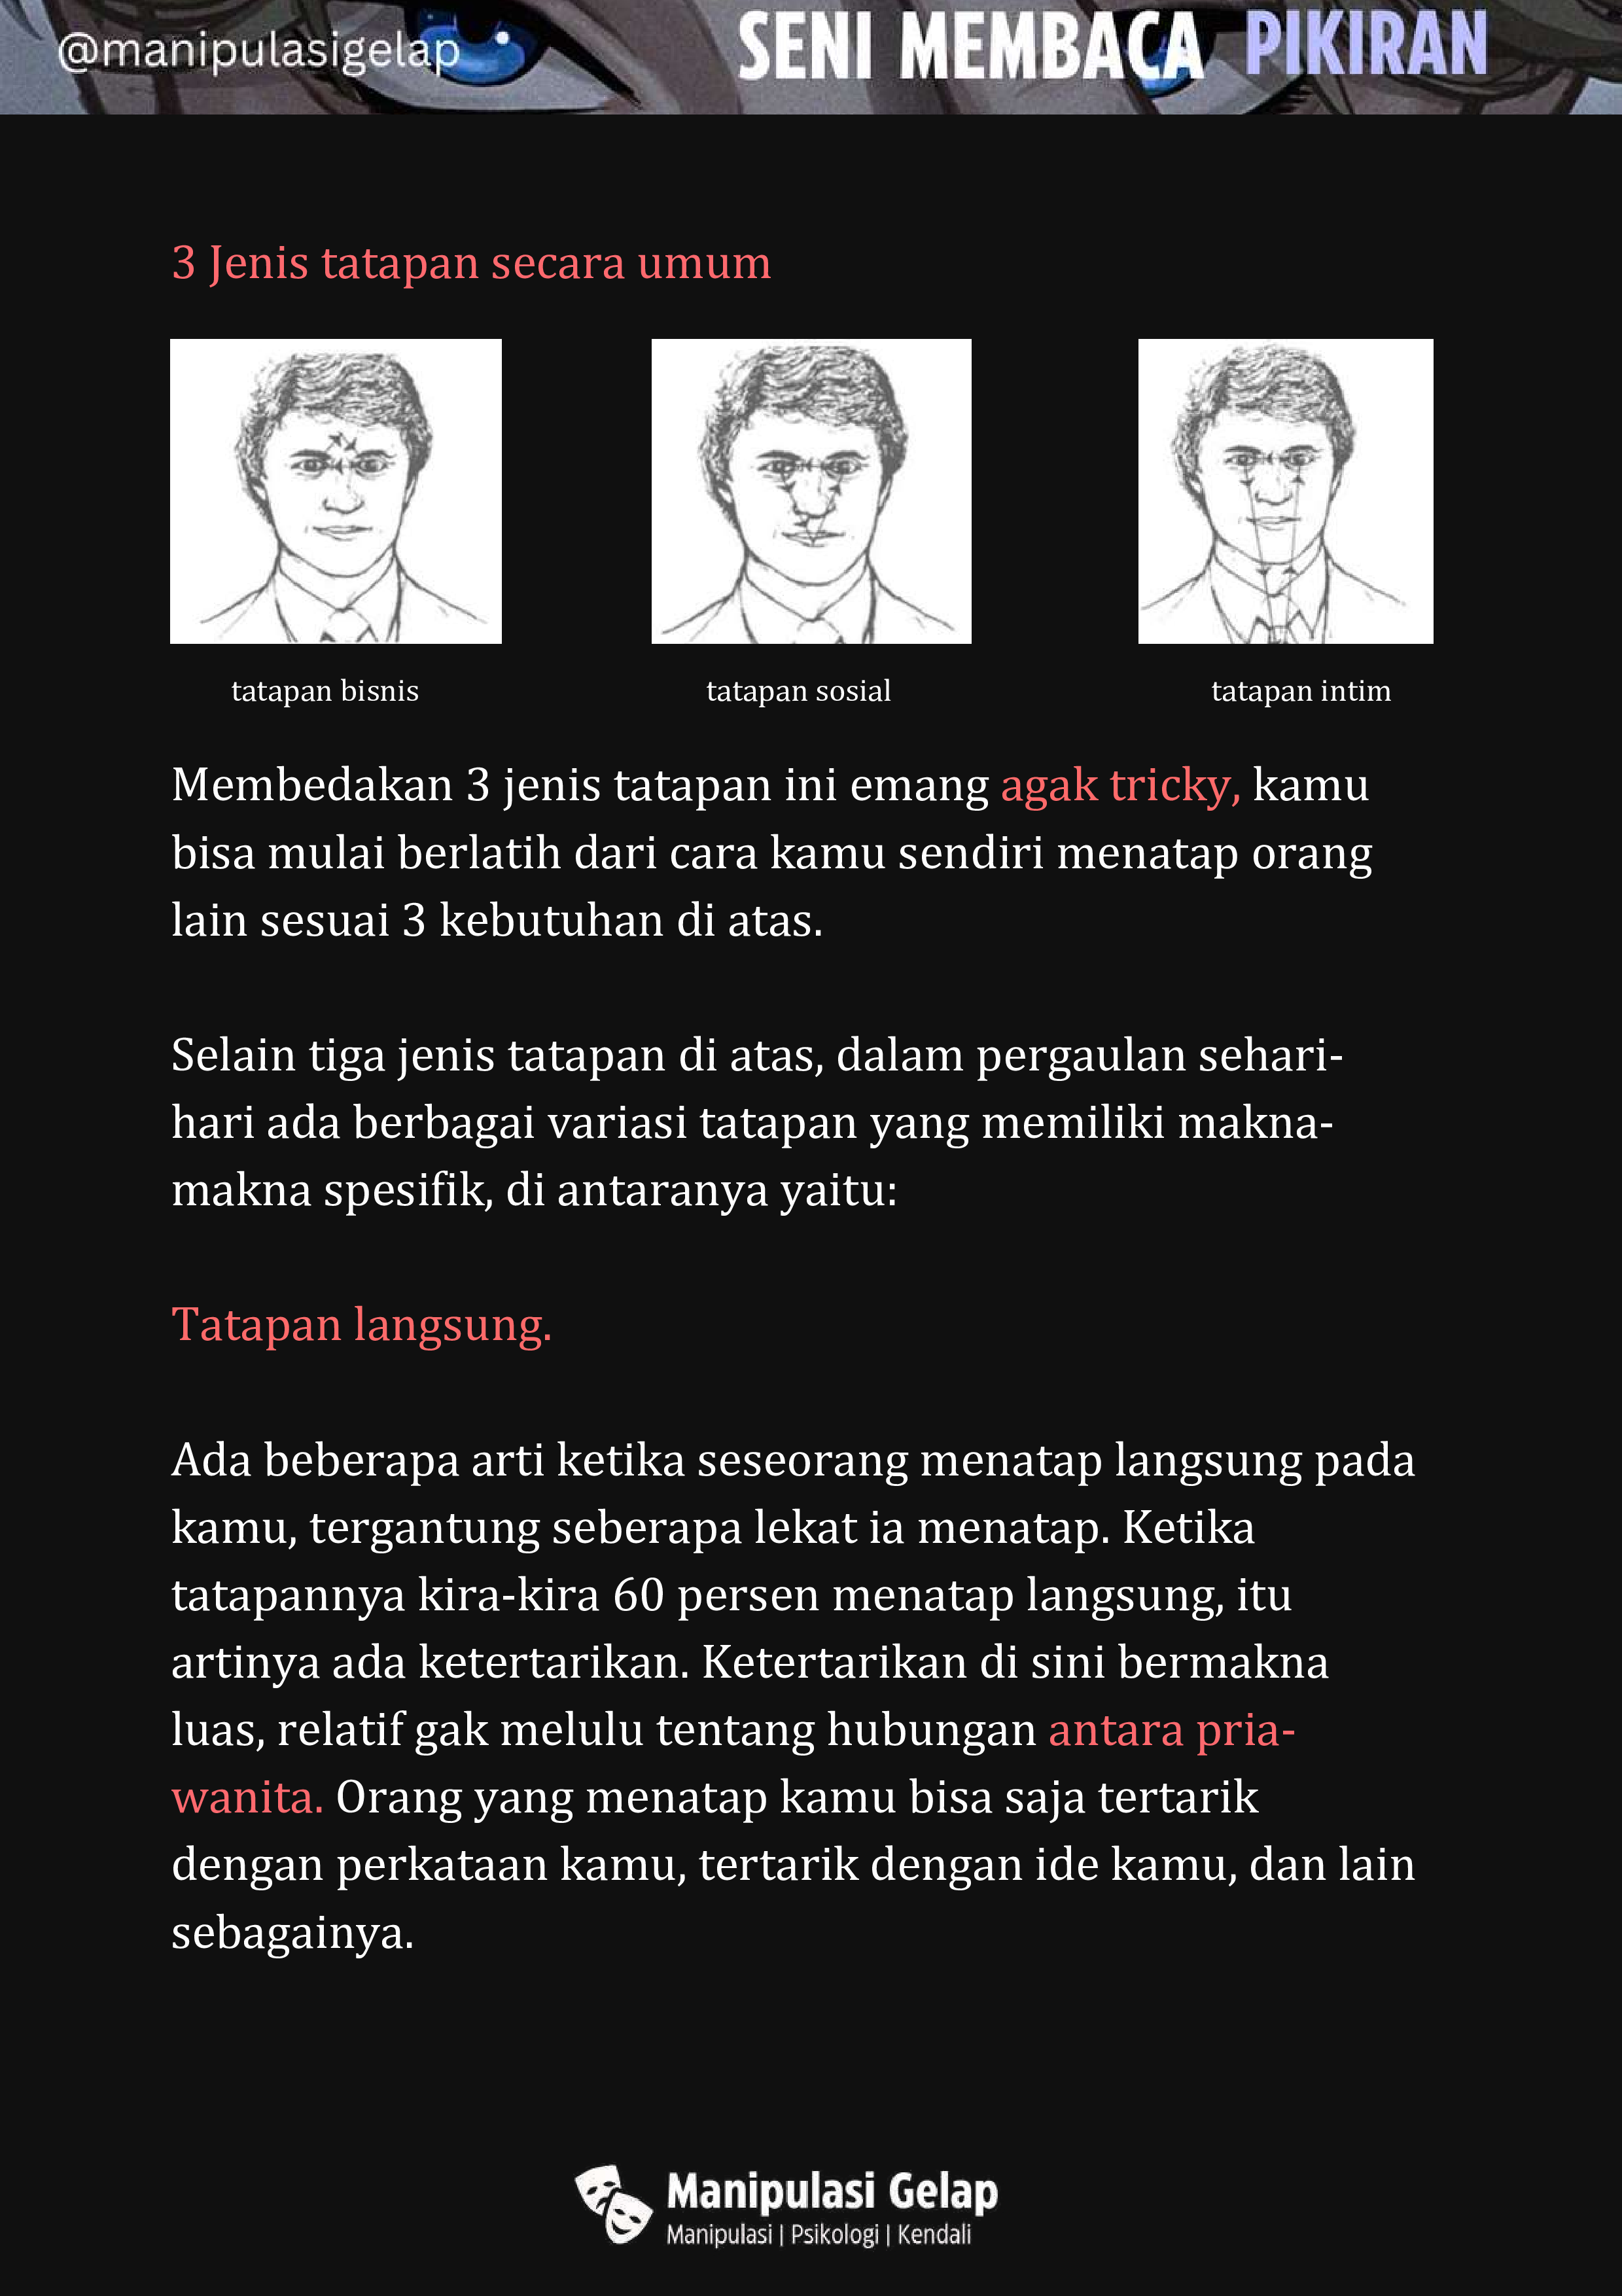 @manipulasigelap
SENI MEMBACA PIKIRAN
3 Jenis tatapan secara umum
tatapan bisnis
tatapan sosial
tatapan intim
Membedakan 3 jenis tatapan ini emang agak tricky, kamu
bisa mulai berlatih dari cara kamu sendiri menatap orang
lain sesuai 3 kebutuhan di atas.
Selain tiga jenis tatapan di atas, dalam pergaulan sehari-
hari ada berbagai variasi tatapan yang memiliki makna-
makna spesifik, di antaranya yaitu:
Tatapan langsung.
Ada beberapa arti ketika seseorang menatap langsung pada
kamu, tergantung seberapa lekat ia menatap. Ketika
tatapannya kira-kira 60 persen menatap langsung, itu
artinya ada ketertarikan. Ketertarikan di sini bermakna
luas, relatif gak melulu tentang hubungan antara pria-
wanita. Orang yang menatap kamu bisa saja tertarik
dengan perkataan kamu, tertarik dengan ide kamu, dan lain
sebagainya.
Manipulasi Gelap
Manipulasi | Psikologi | Kendali